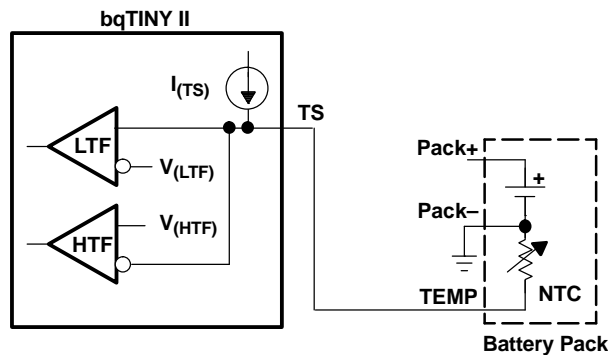 bqTINY II
I(TS)
TS
LTF
V(LTF)
V(HTF)
HTF
Pack+
+
Pack−
TEMP
NTC
Battery Pack